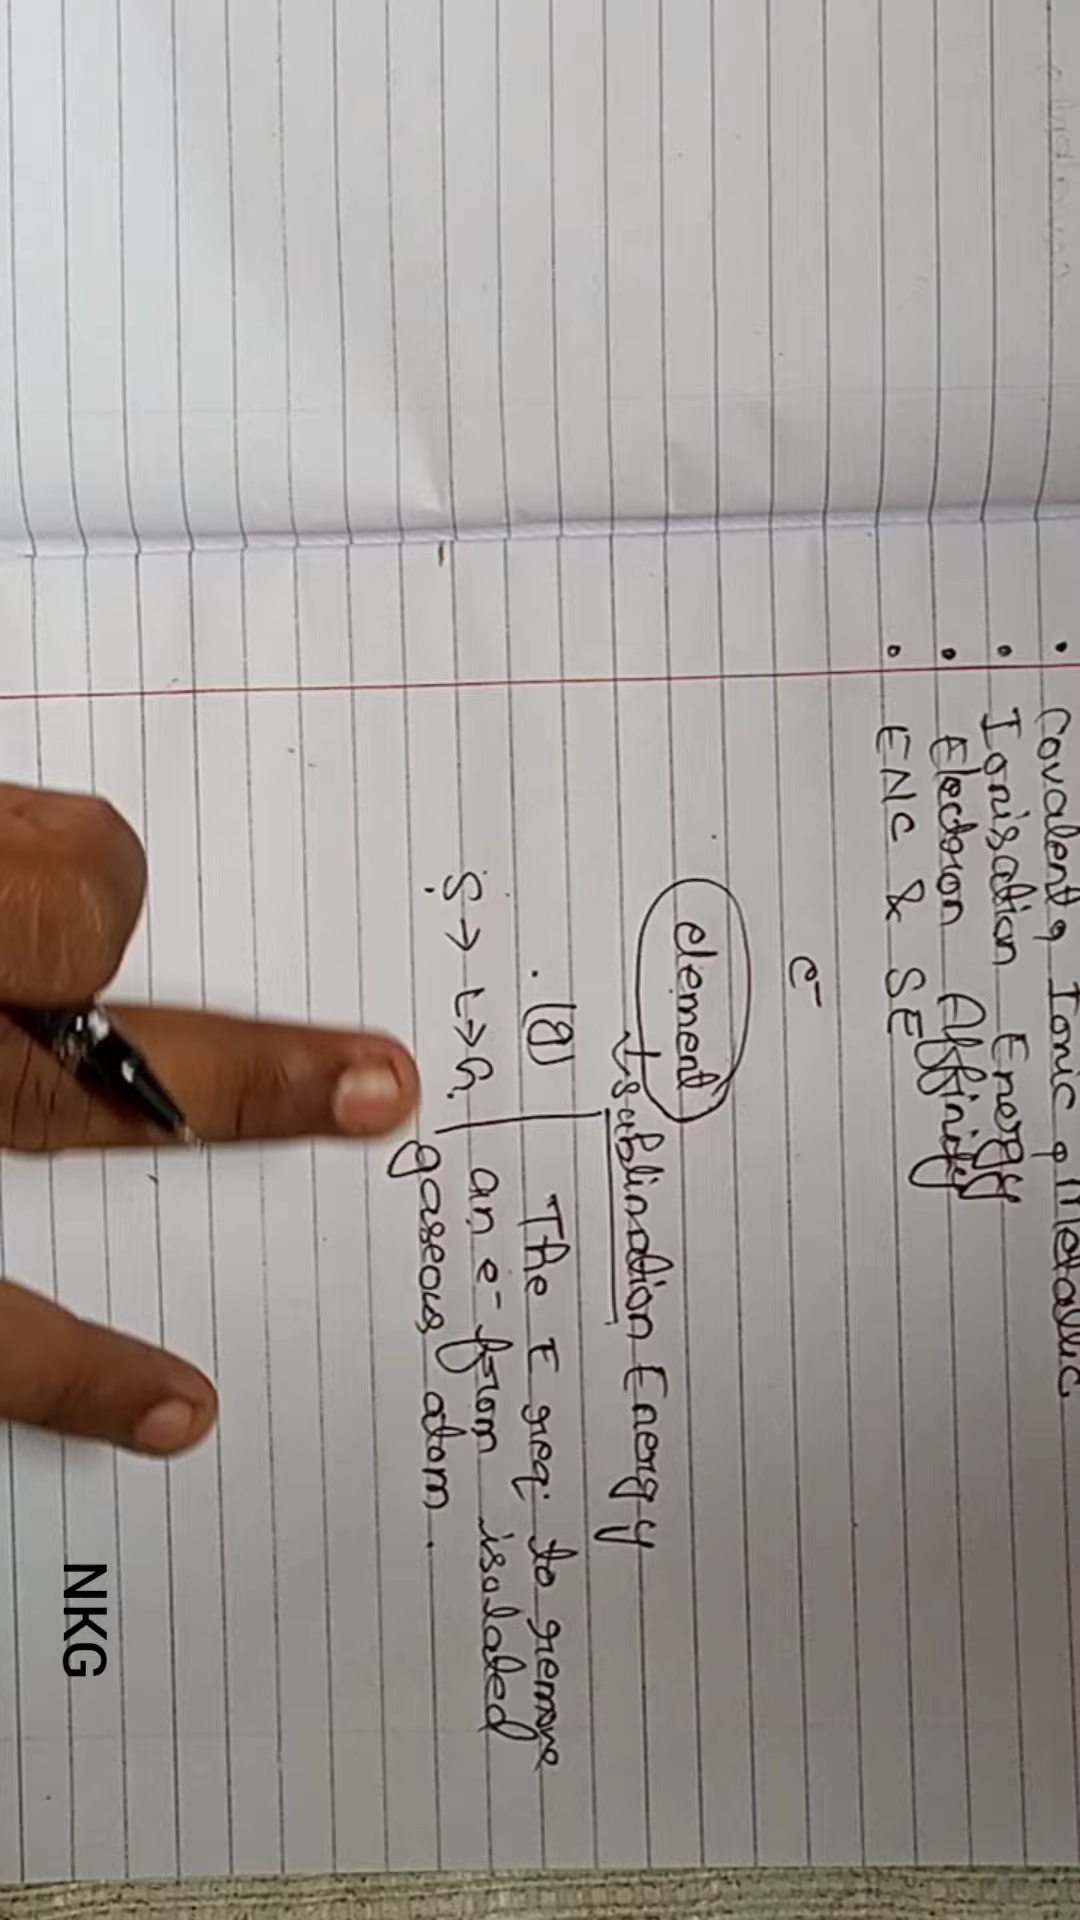 • Covalent, Ionic, Metallic
• Ionisation Energy
• Electron Affinity
• ENC & SE
e-
element
→ sublimation Energy
(g)
S → L → G.
The E req. to remove
an e- from isolated
gaseous atom.
NKG